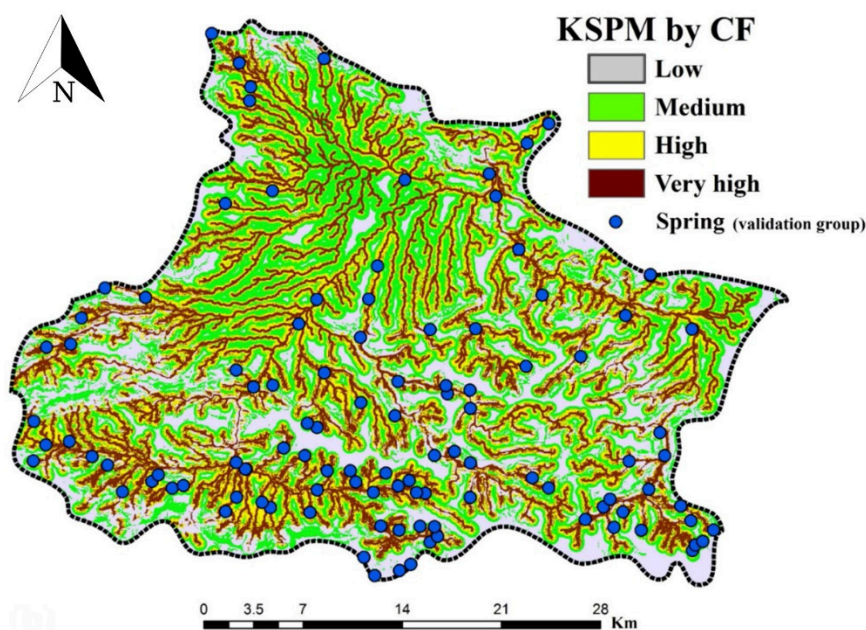 KSPM by CF
Low
Medium
High
Very high
Spring (validation group)
N
0 3.5 7 14 21 28
Km
(b)